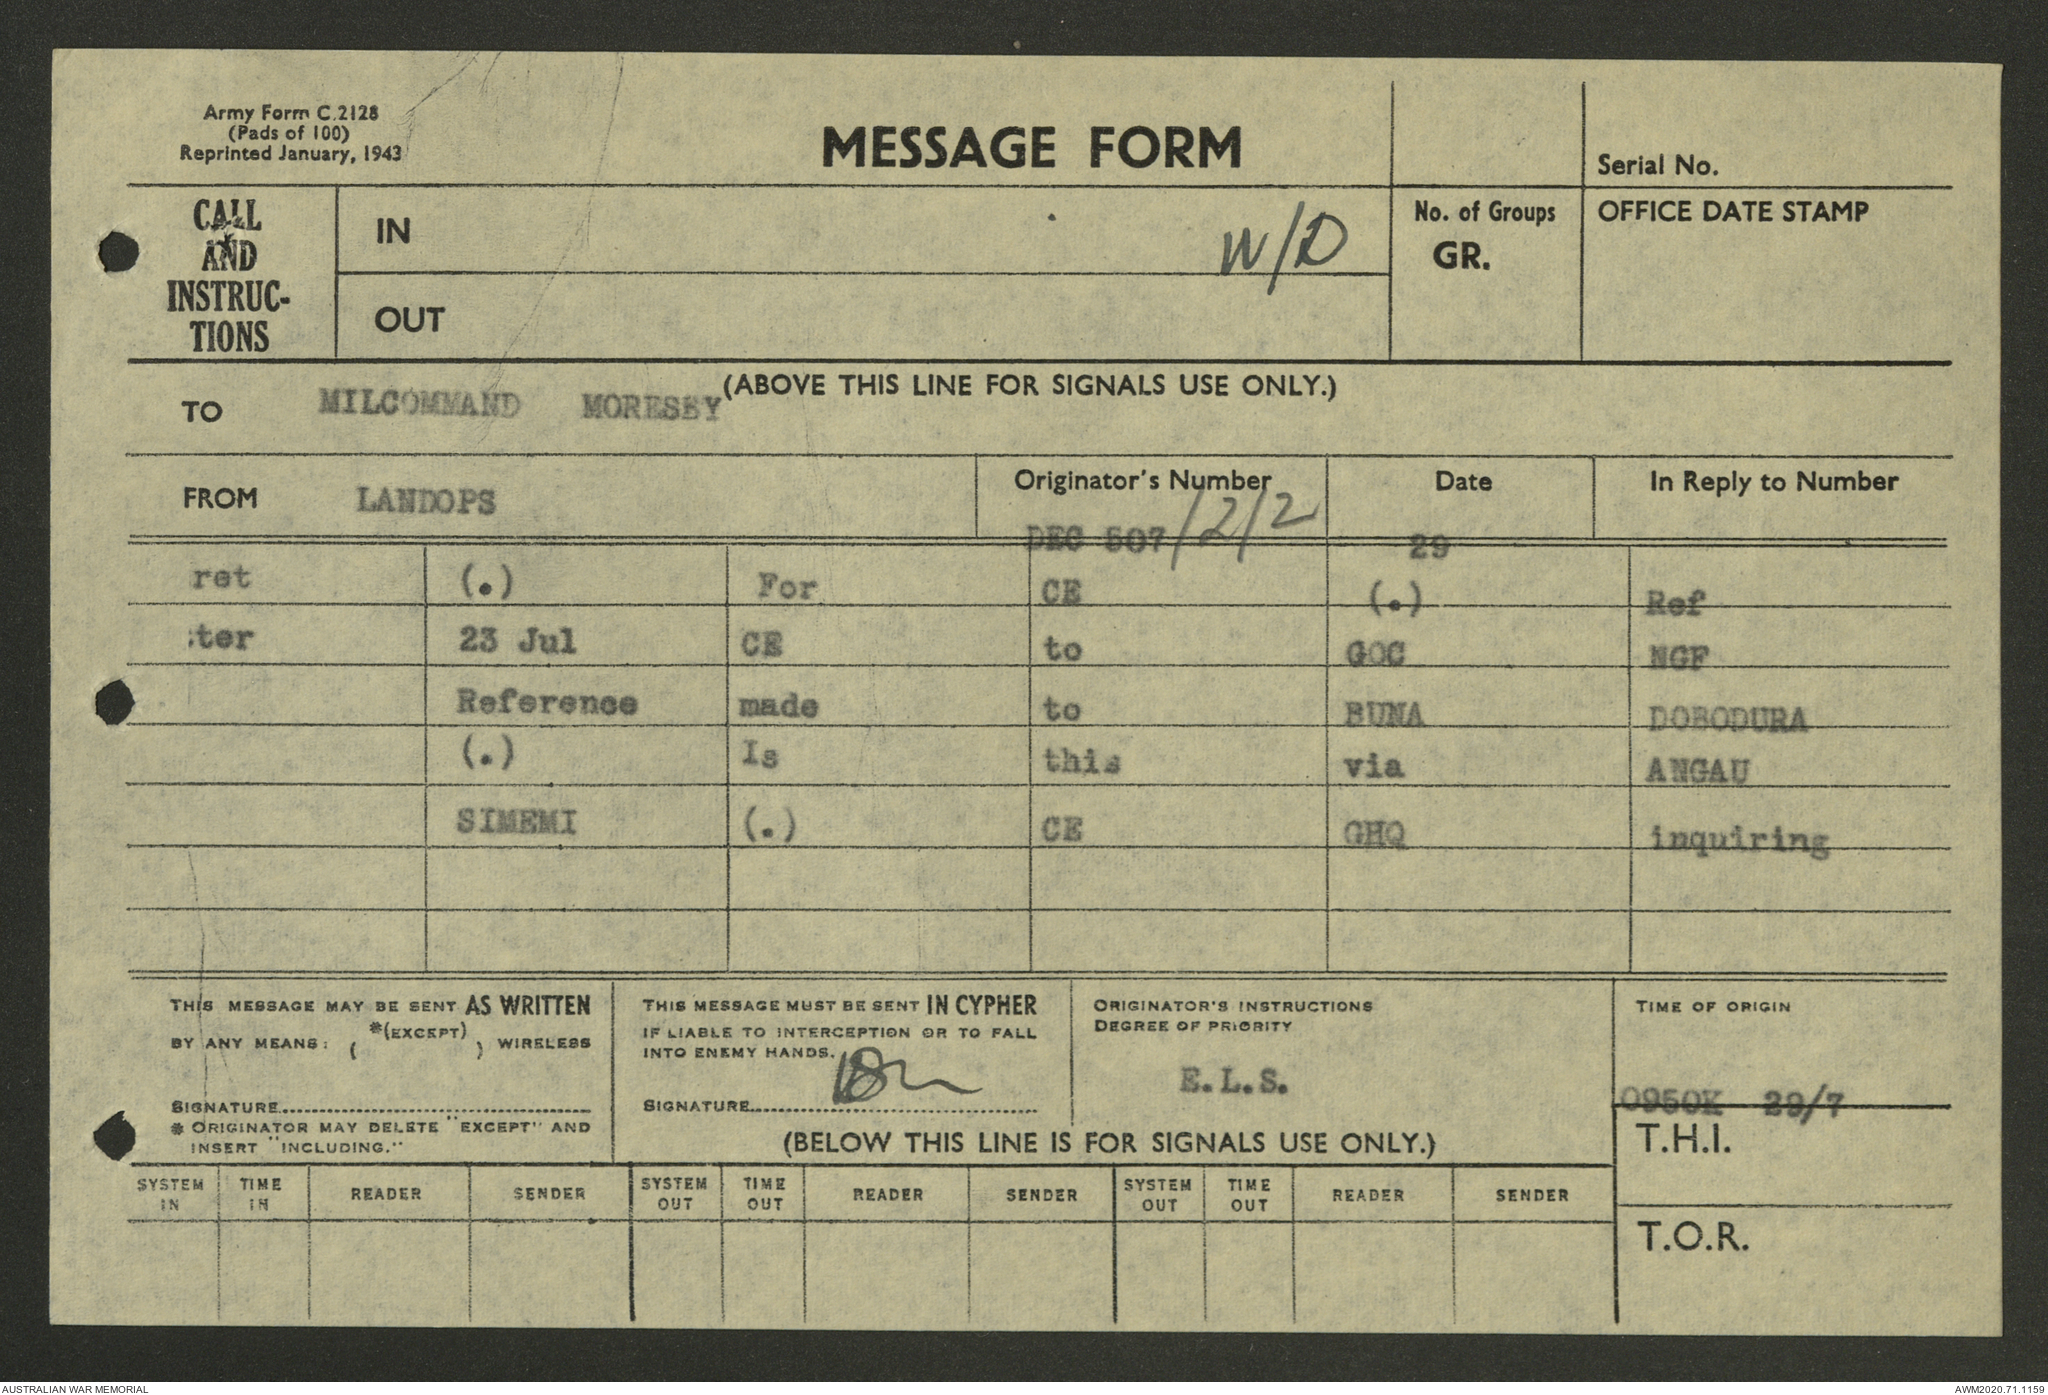 Army Form C.2128
(Pads of 100)
Reprinted January, 1943
MESSAGE FORM
Serial No.
CALL AND INSTRUC-TIONS
IN
W/D
No. of Groups
GR.
OFFICE DATE STAMP
OUT
(ABOVE THIS LINE FOR SIGNALS USE ONLY.)
TO MILCOMMAND MORESBY
FROM LANDOPS
Originator's Number
Date
In Reply to Number
DEC 507/2/2
29
ret (.) For CE (.) Ref
ter 23 Jul CE to GOC NGF
Reference made to BUNA DOBODURA
(.) Is this via ANGAU
SIMEMI (.) CE GHQ inquiring
THIS MESSAGE MAY BE SENT AS WRITTEN
BY ANY MEANS: ( *(EXCEPT) ) WIRELESS
SIGNATURE
* ORIGINATOR MAY DELETE "EXCEPT" AND
INSERT "INCLUDING."
THIS MESSAGE MUST BE SENT IN CYPHER
IF LIABLE TO INTERCEPTION OR TO FALL
INTO ENEMY HANDS.
SIGNATURE
ORIGINATOR'S INSTRUCTIONS
DEGREE OF PRIORITY
E.L.S.
TIME OF ORIGIN
0950K 29/7
T.H.I.
(BELOW THIS LINE IS FOR SIGNALS USE ONLY.)
SYSTEM IN TIME IN READER SENDER SYSTEM OUT TIME OUT READER SENDER SYSTEM OUT TIME OUT READER SENDER
T.O.R.
AUSTRALIAN WAR MEMORIAL
AWM2020.71.1159